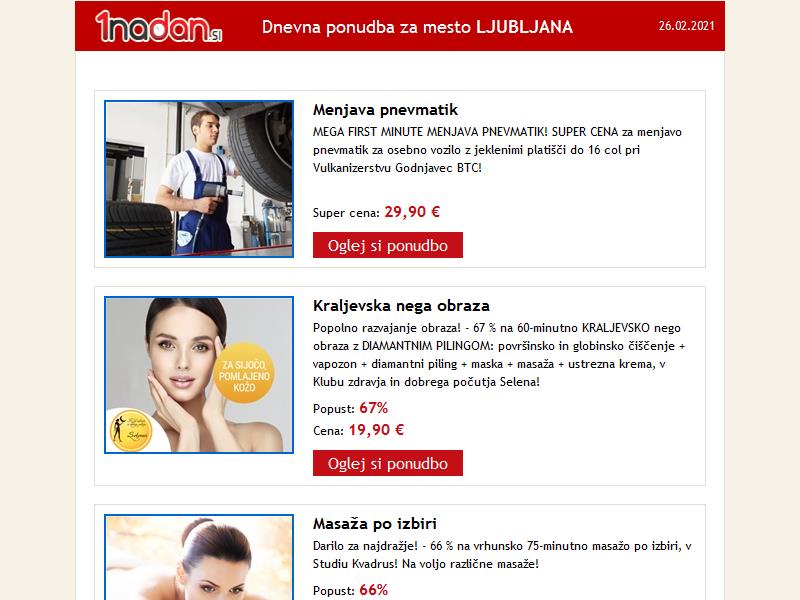 1nadan.si
Dnevna ponudba za mesto LJUBLJANA
26.02.2021
Menjava pnevmatik
MEGA FIRST MINUTE MENJAVA PNEVMATIK! SUPER CENA za menjavo
pnevmatik za osebno vozilo z jeklenimi platišči do 16 col pri
Vulkanizerstvu Godnjavec BTC!
Super cena: 29,90 €
Oglej si ponudbo
Kraljevska nega obraza
Popolno razvajanje obraza! - 67 % na 60-minutno KRALJEVSKO nego
obraza z DIAMANTNIM PILINGOM: površinsko in globinsko čiščenje +
vapozon + diamantni piling + maska + masaža + ustrezna krema, v
Klubu zdravja in dobrega počutja Selena!
ZA SIJOČO,
POMLAJENO
KOŽO
Popust: 67%
Cena: 19,90 €
Oglej si ponudbo
Masaža po izbiri
Darilo za najdražje! - 66 % na vrhunsko 75-minutno masažo po izbiri, v
Studiu Kvadrus! Na voljo različne masaže!
Popust: 66%